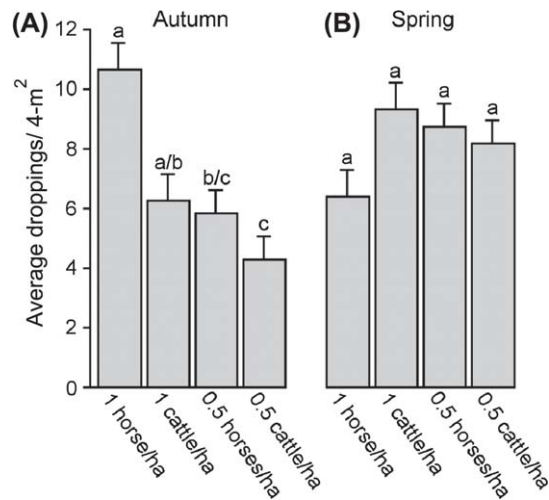 (A) Autumn
(B) Spring
Average droppings/ 4-m²
12
10
8
6
4
2
0
a
a/b
b/c
c
a
a
a
a
1 horse/ha
1 cattle/ha
0.5 horses/ha
0.5 cattle/ha
1 horse/ha
1 cattle/ha
0.5 horses/ha
0.5 cattle/ha